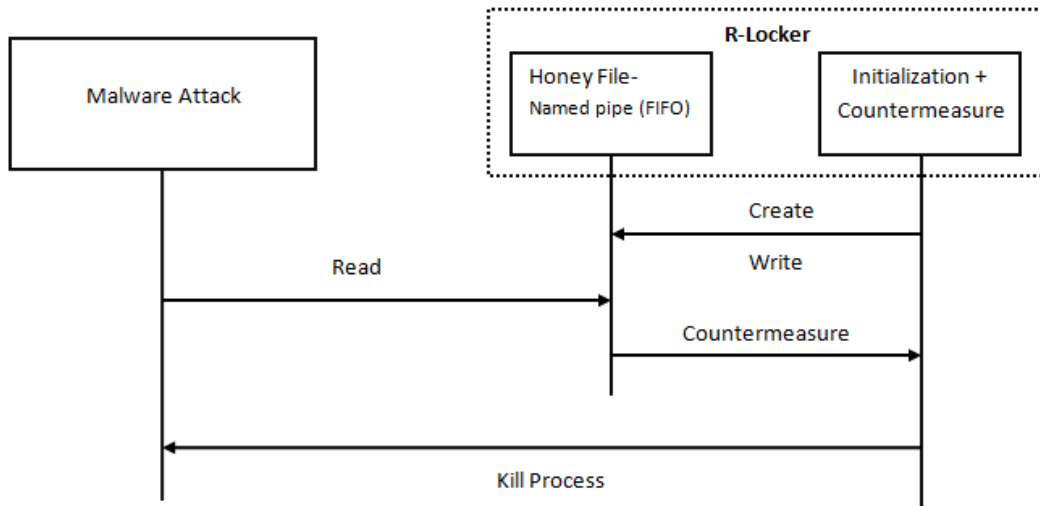 R-Locker
Malware Attack
Honey File-
Named pipe (FIFO)
Initialization +
Countermeasure
Create
Write
Read
Countermeasure
Kill Process